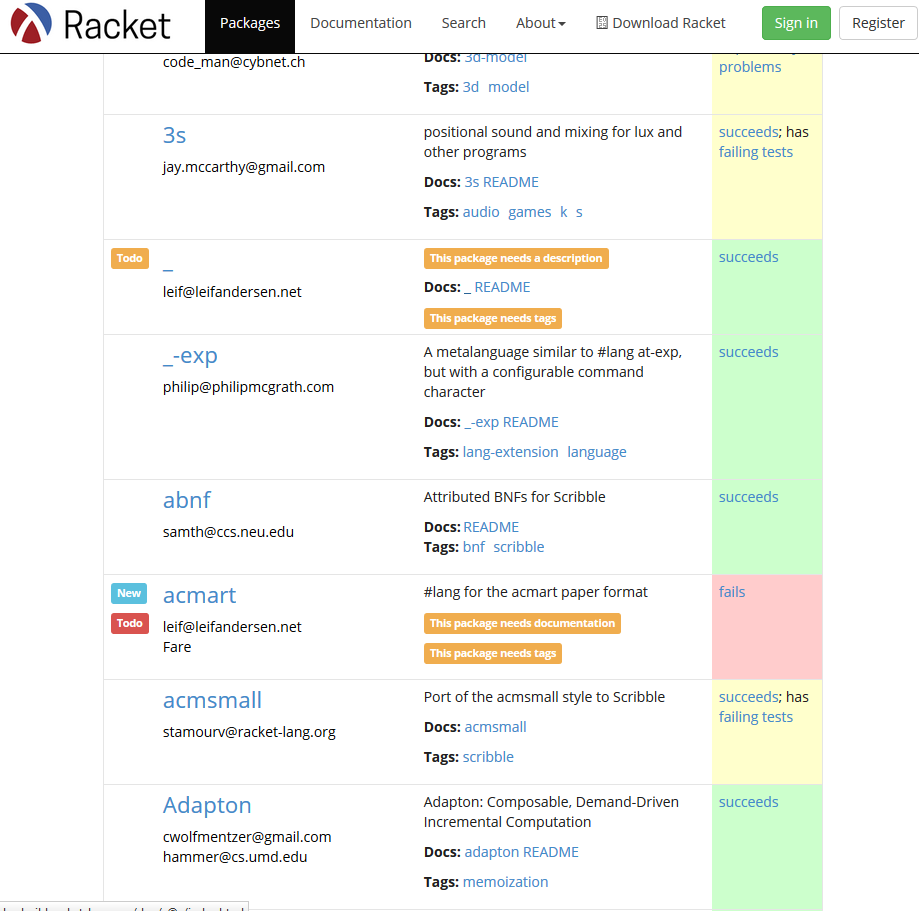 Racket Packages Documentation Search About Download Racket Sign in Register
code_man@cybnet.ch
Docs: 3d-model
problems
Tags: 3d model
3s
positional sound and mixing for lux and
other programs
succeeds; has
failing tests
jay.mccarthy@gmail.com
Docs: 3s README
Tags: audio games k s
Todo
_
This package needs a description
succeeds
leif@leifandersen.net
Docs: _ README
This package needs tags
_-exp
A metalanguage similar to #lang at-exp,
but with a configurable command
character
succeeds
philip@philipmcgrath.com
Docs: _-exp README
Tags: lang-extension language
abnf
Attributed BNFs for Scribble
succeeds
samth@ccs.neu.edu
Docs: README
Tags: bnf scribble
New
acmart
#lang for the acmart paper format
fails
Todo
leif@leifandersen.net
Fare
This package needs documentation
This package needs tags
acmsmall
Port of the acmsmall style to Scribble
succeeds; has
failing tests
stamourv@racket-lang.org
Docs: acmsmall
Tags: scribble
Adapton
Adapton: Composable, Demand-Driven
Incremental Computation
succeeds
cwolfmentzer@gmail.com
hammer@cs.umd.edu
Docs: adapton README
Tags: memoization